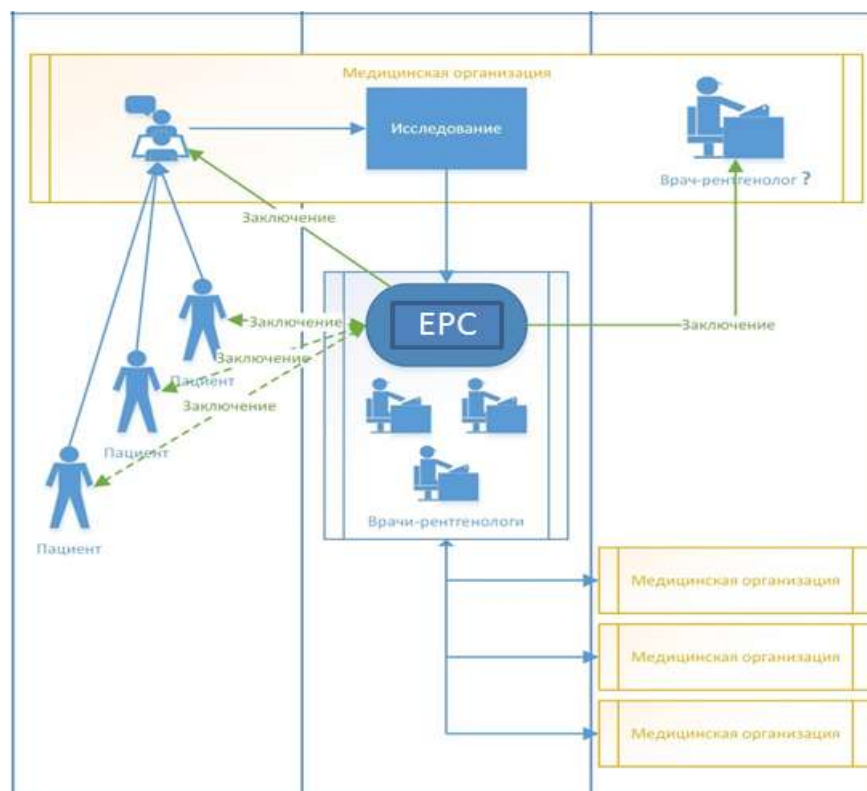 Медицинская организация
Исследование
Врач-рентгенолог ?
Заключение
ЕРС
Заключение
Заключение
Заключение
Пациент
Заключение
Пациент
Пациент
Врачи-рентгенологи
Медицинская организация
Медицинская организация
Медицинская организация